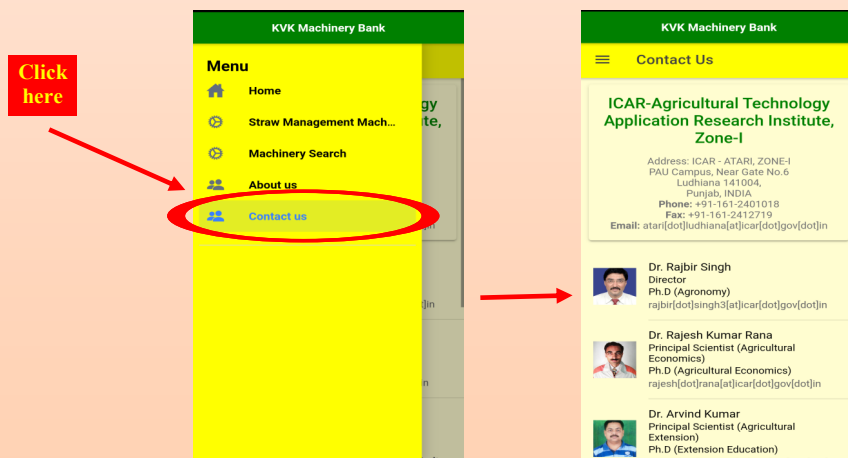 Click
here
KVK Machinery Bank
Menu
Home
Straw Management Mach...
Machinery Search
About us
Contact us
gy
te,
]in
n
KVK Machinery Bank
Contact Us
ICAR-Agricultural Technology
Application Research Institute,
Zone-I
Address: ICAR - ATARI, ZONE-I
PAU Campus, Near Gate No.6
Ludhiana 141004,
Punjab, INDIA
Phone: +91-161-2401018
Fax: +91-161-2412719
Email: atari[dot]ludhiana[at]icar[dot]gov[dot]in
Dr. Rajbir Singh
Director
Ph.D (Agronomy)
rajbir[dot]singh3[at]icar[dot]gov[dot]in
Dr. Rajesh Kumar Rana
Principal Scientist (Agricultural
Economics)
Ph.D (Agricultural Economics)
rajesh[dot]rana[at]icar[dot]gov[dot]in
Dr. Arvind Kumar
Principal Scientist (Agricultural
Extension)
Ph.D (Extension Education)